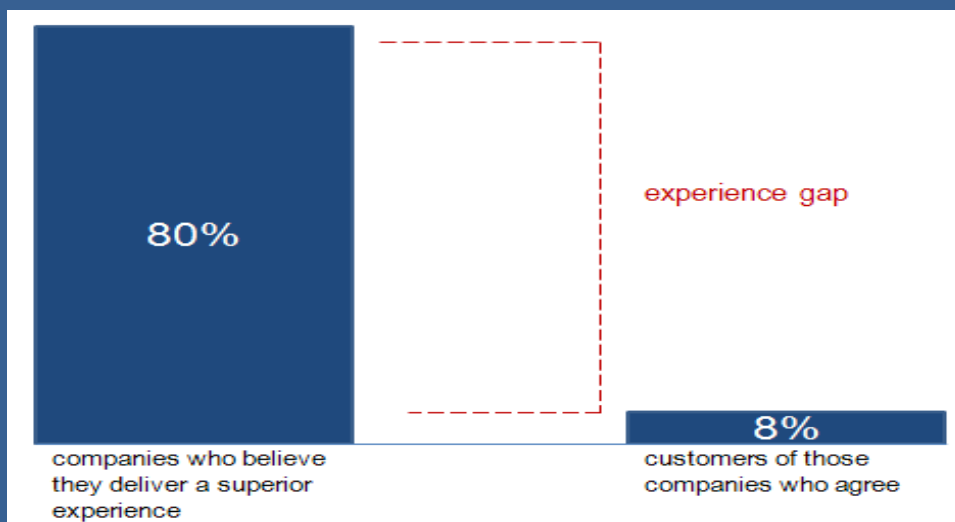 80%
experience gap
8%
companies who believe
they deliver a superior
experience
customers of those
companies who agree